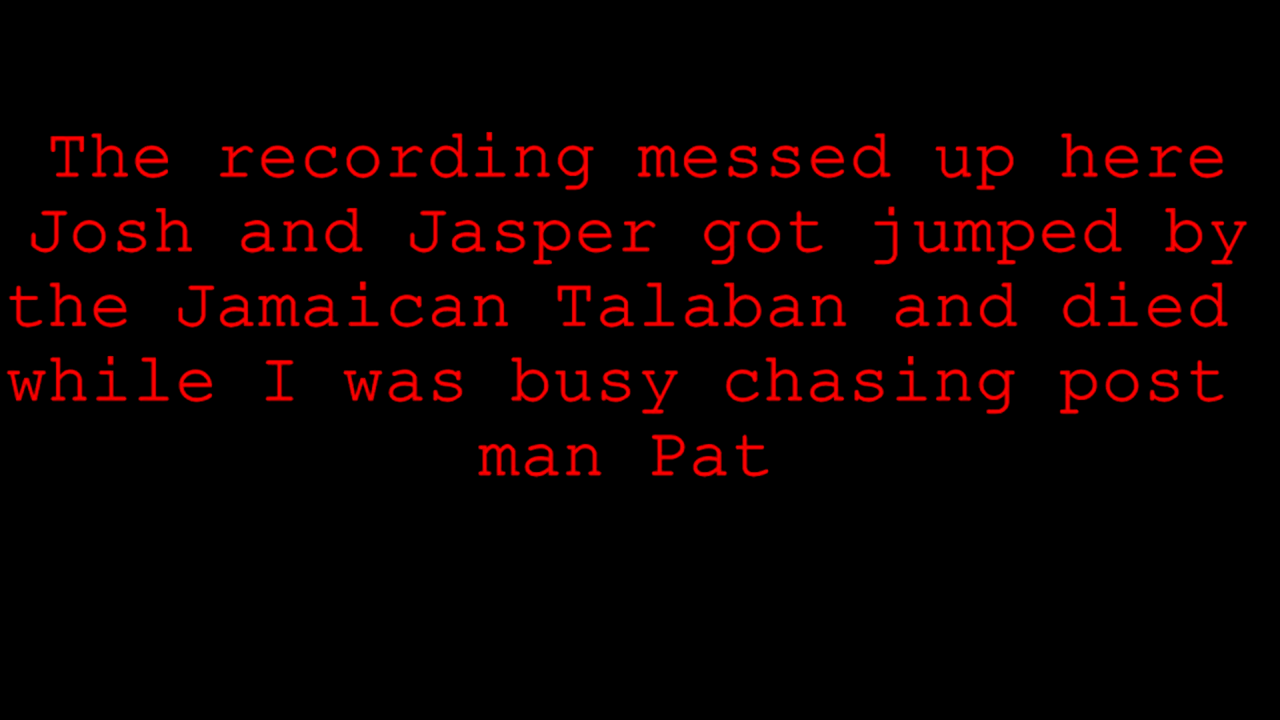 The recording messed up here
Josh and Jasper got jumped by
the Jamaican Talaban and died
while I was busy chasing post
man Pat